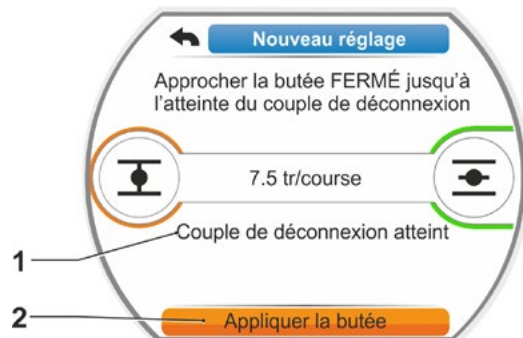 Nouveau réglage
Approcher la butée FERMÉ jusqu'à
l'atteinte du couple de déconnexion
7.5 tr/course
1
Couple de déconnexion atteint
2
Appliquer la butée